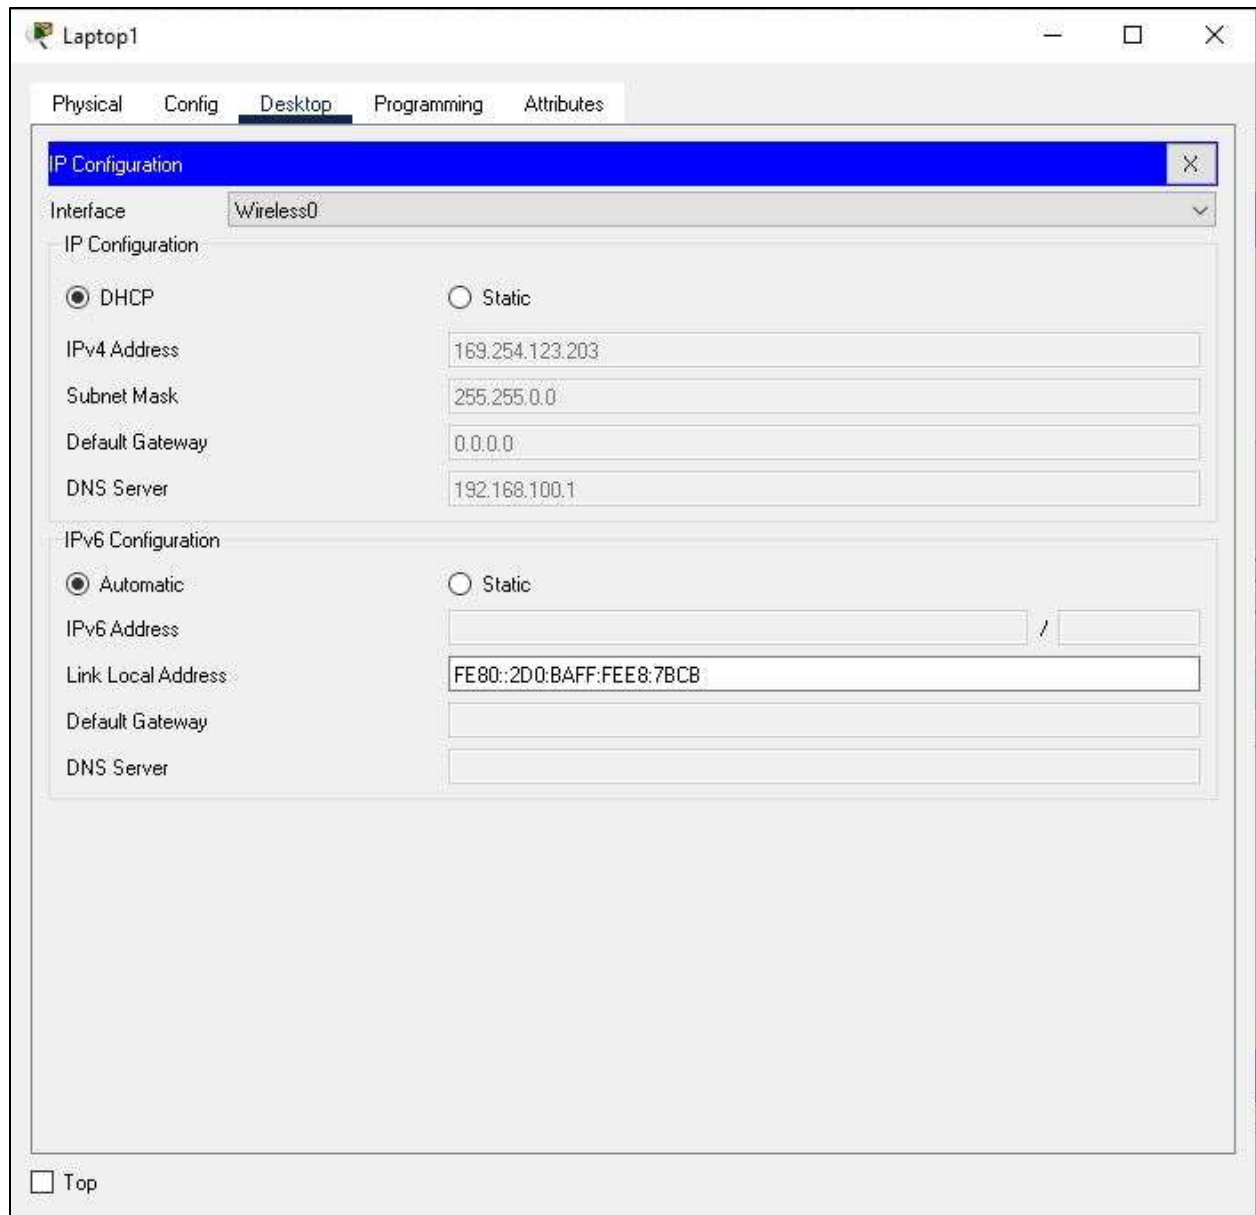 Laptop1
Physical Config Desktop Programming Attributes
IP Configuration X
Interface Wireless0
IP Configuration
DHCP Static
IPv4 Address 169.254.123.203
Subnet Mask 255.255.0.0
Default Gateway 0.0.0.0
DNS Server 192.168.100.1
IPv6 Configuration
Automatic Static
IPv6 Address /
Link Local Address FE80::2D0:BAFF:FEE8:7BCB
Default Gateway
DNS Server
Top